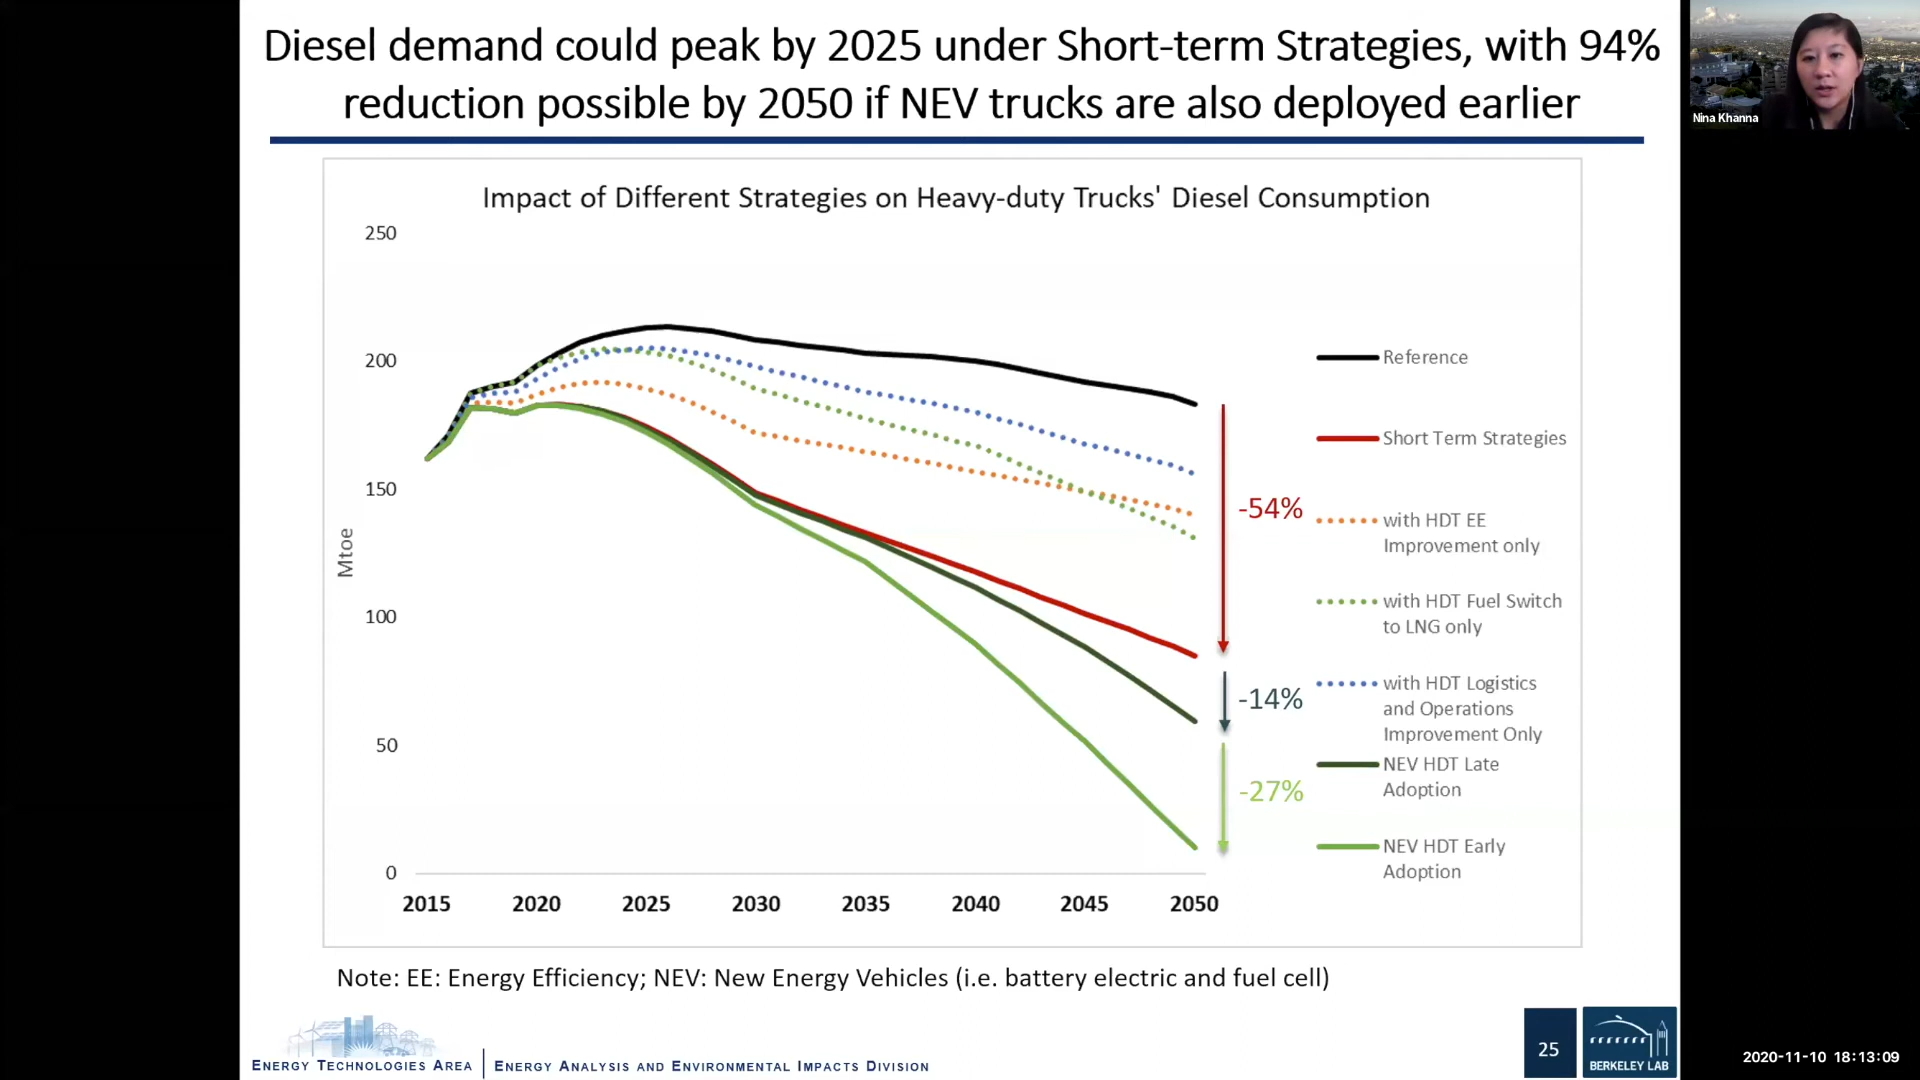 Diesel demand could peak by 2025 under Short-term Strategies, with 94%
reduction possible by 2050 if NEV trucks are also deployed earlier
Nina Khanna
Impact of Different Strategies on Heavy-duty Trucks' Diesel Consumption
250
200
150
100
50
0
Mtoe
2015 2020 2025 2030 2035 2040 2045 2050
-54%
-14%
-27%
Reference
Short Term Strategies
with HDT EE
Improvement only
with HDT Fuel Switch
to LNG only
with HDT Logistics
and Operations
Improvement Only
NEV HDT Late
Adoption
NEV HDT Early
Adoption
Note: EE: Energy Efficiency; NEV: New Energy Vehicles (i.e. battery electric and fuel cell)
ENERGY TECHNOLOGIES AREA ENERGY ANALYSIS AND ENVIRONMENTAL IMPACTS DIVISION
25
BERKELEY LAB
2020-11-10 18:13:09